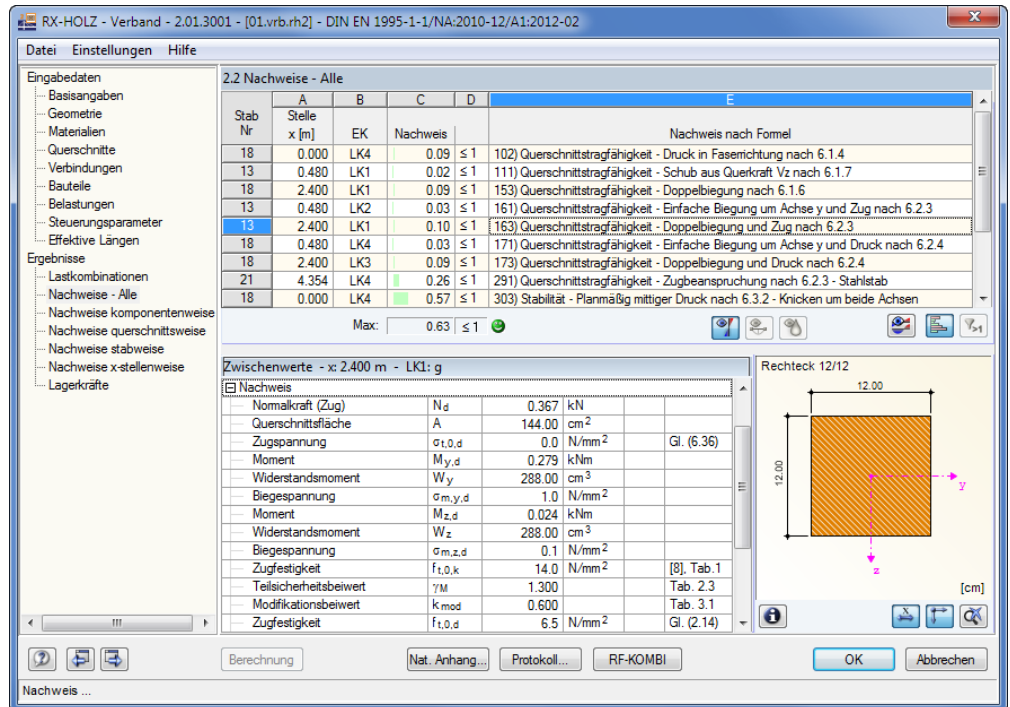 RX-HOLZ - Verband - 2.01.3001 - [01.vrb.rh2] - DIN EN 1995-1-1/NA:2010-12/A1:2012-02
Datei Einstellungen Hilfe
Eingabedaten
Basisangaben
Geometrie
Materialien
Querschnitte
Verbindungen
Bauteile
Belastungen
Steuerungsparameter
Effektive Längen
Ergebnisse
Lastkombinationen
Nachweise - Alle
Nachweise komponentenweise
Nachweise querschnittsweise
Nachweise stabweise
Nachweise x-stellenweise
Lagerkräfte
2.2 Nachweise - Alle
A B C D E
Stab Stelle
Nr x [m] EK Nachweis Nachweis nach Formel
18 0.000 LK4 0.09 ≤ 1 102) Querschnittstragfähigkeit - Druck in Faserrichtung nach 6.1.4
13 0.480 LK1 0.02 ≤ 1 111) Querschnittstragfähigkeit - Schub aus Querkraft Vz nach 6.1.7
18 2.400 LK1 0.09 ≤ 1 153) Querschnittstragfähigkeit - Doppelbiegung nach 6.1.6
13 0.480 LK2 0.03 ≤ 1 161) Querschnittstragfähigkeit - Einfache Biegung um Achse y und Zug nach 6.2.3
13 2.400 LK1 0.10 ≤ 1 163) Querschnittstragfähigkeit - Doppelbiegung und Zug nach 6.2.3
18 0.480 LK4 0.03 ≤ 1 171) Querschnittstragfähigkeit - Einfache Biegung um Achse y und Druck nach 6.2.4
18 2.400 LK3 0.09 ≤ 1 173) Querschnittstragfähigkeit - Doppelbiegung und Druck nach 6.2.4
21 4.354 LK4 0.26 ≤ 1 291) Querschnittstragfähigkeit - Zugbeanspruchung nach 6.2.3 - Stahlstab
18 0.000 LK4 0.57 ≤ 1 303) Stabilität - Planmäßig mittiger Druck nach 6.3.2 - Knicken um beide Achsen
Max: 0.63 ≤ 1
>1
Zwischenwerte - x: 2.400 m - LK1: g
Nachweis
Normalkraft (Zug) Nd 0.367 kN
Querschnittsfläche A 144.00 cm2
Zugspannung σt,0,d 0.0 N/mm2 Gl. (6.36)
Moment My,d 0.279 kNm
Widerstandsmoment Wy 288.00 cm3
Biegespannung σm,y,d 1.0 N/mm2
Moment Mz,d 0.024 kNm
Widerstandsmoment Wz 288.00 cm3
Biegespannung σm,z,d 0.1 N/mm2
Zugfestigkeit ft,0,k 14.0 N/mm2 [8], Tab.1
Teilsicherheitsbeiwert γM 1.300 Tab. 2.3
Modifikationsbeiwert kmod 0.600 Tab. 3.1
Zugfestigkeit ft,0,d 6.5 N/mm2 Gl. (2.14)
Rechteck 12/12
12.00
12.00
y
z
[cm]
x
Berechnung Nat. Anhang... Protokoll... RF-KOMBI OK Abbrechen
Nachweis ...